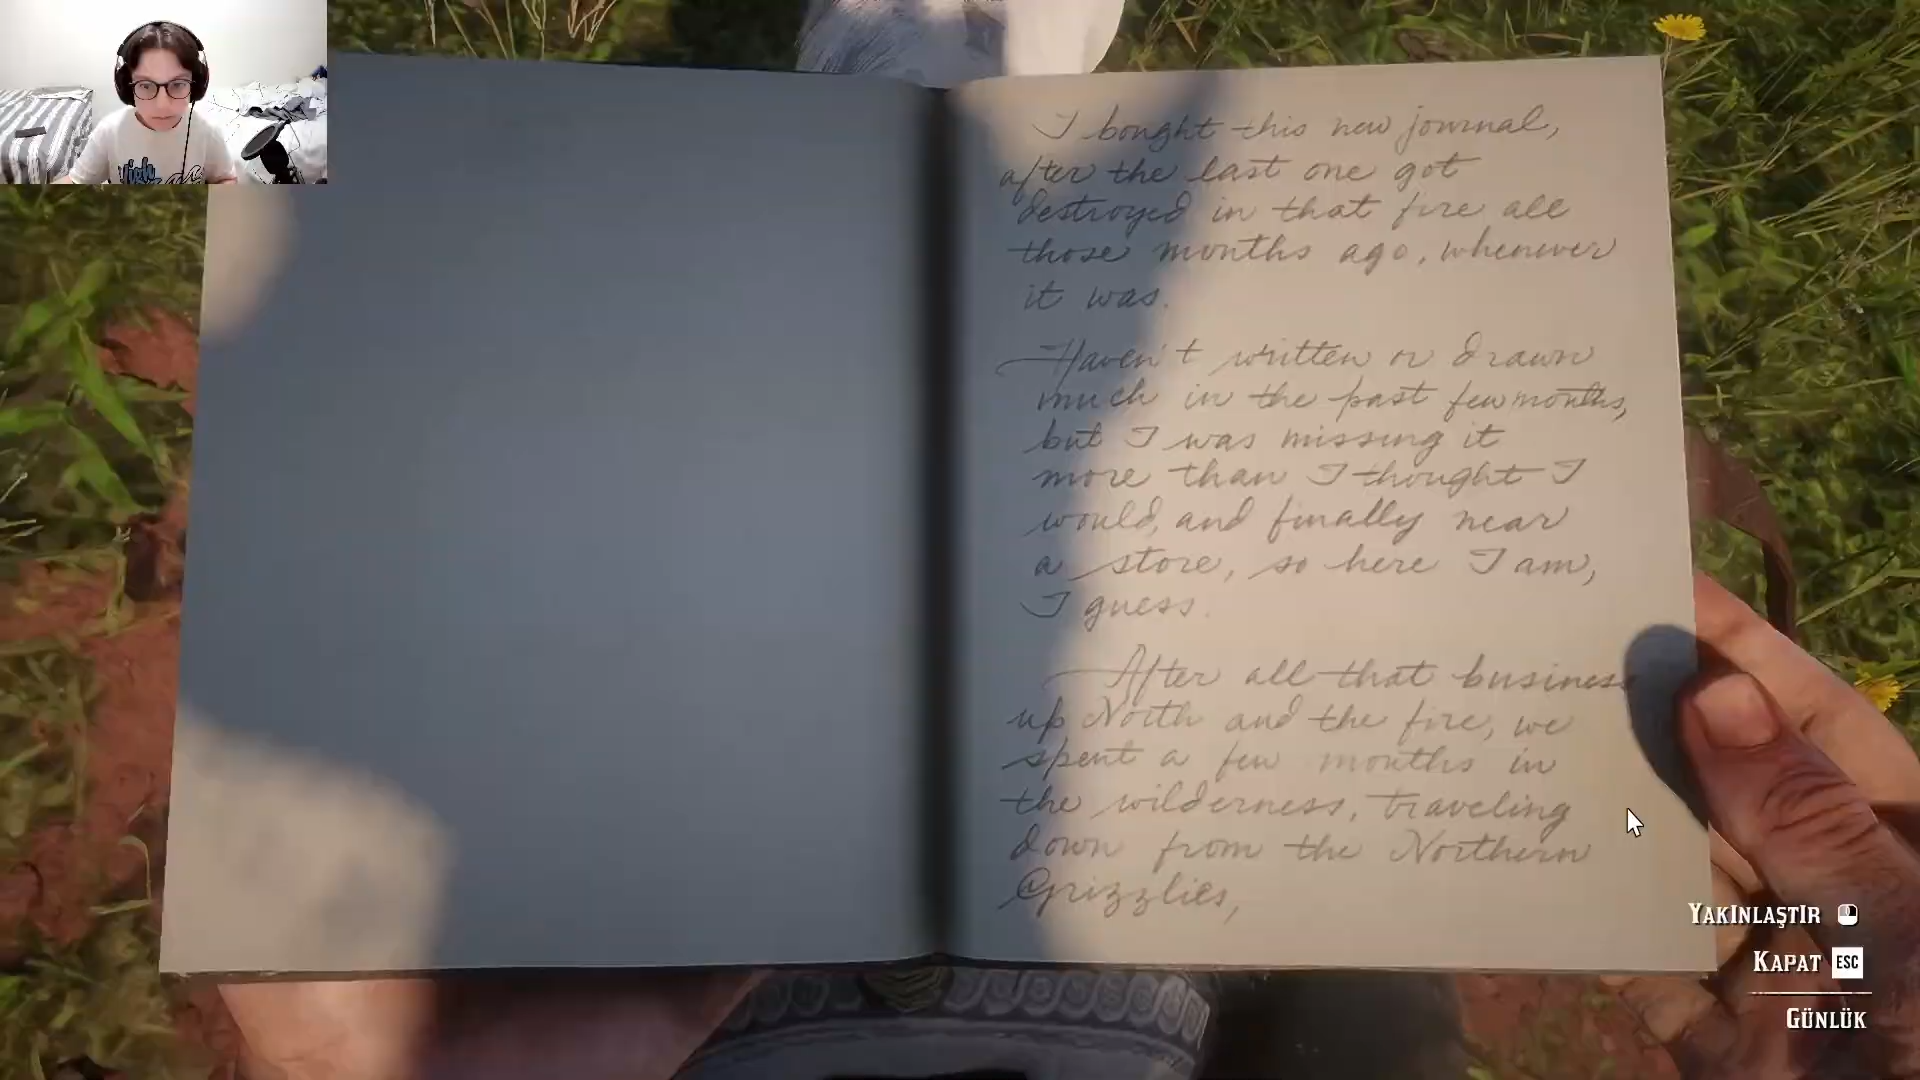 I bought this new journal,
after the last one got
destroyed in that fire all
those months ago, whenever
it was.
Haven't written or drawn
much in the past few months,
but I was missing it
more than I thought I
would, and finally near
a store, so here I am,
I guess.
After all that business
up North and the fire, we
spent a few months in
the wilderness, traveling
down from the Northern
Grizzlies,
YAKINLAŞTIR
KAPAT ESC
GÜNLÜK